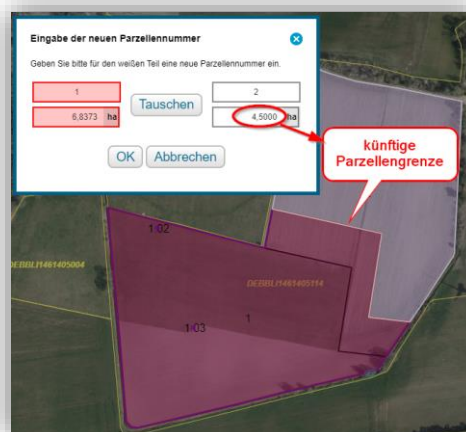 Eingabe der neuen Parzellennummer
Geben Sie bitte für den weißen Teil eine neue Parzellennummer ein.
1
Tauschen
2
6,8373 ha
4,5000 ha
OK
Abbrechen
künftige
Parzellengrenze
1 02
DEBBLI1461405004
DEBBLI1461405114
1 03
1